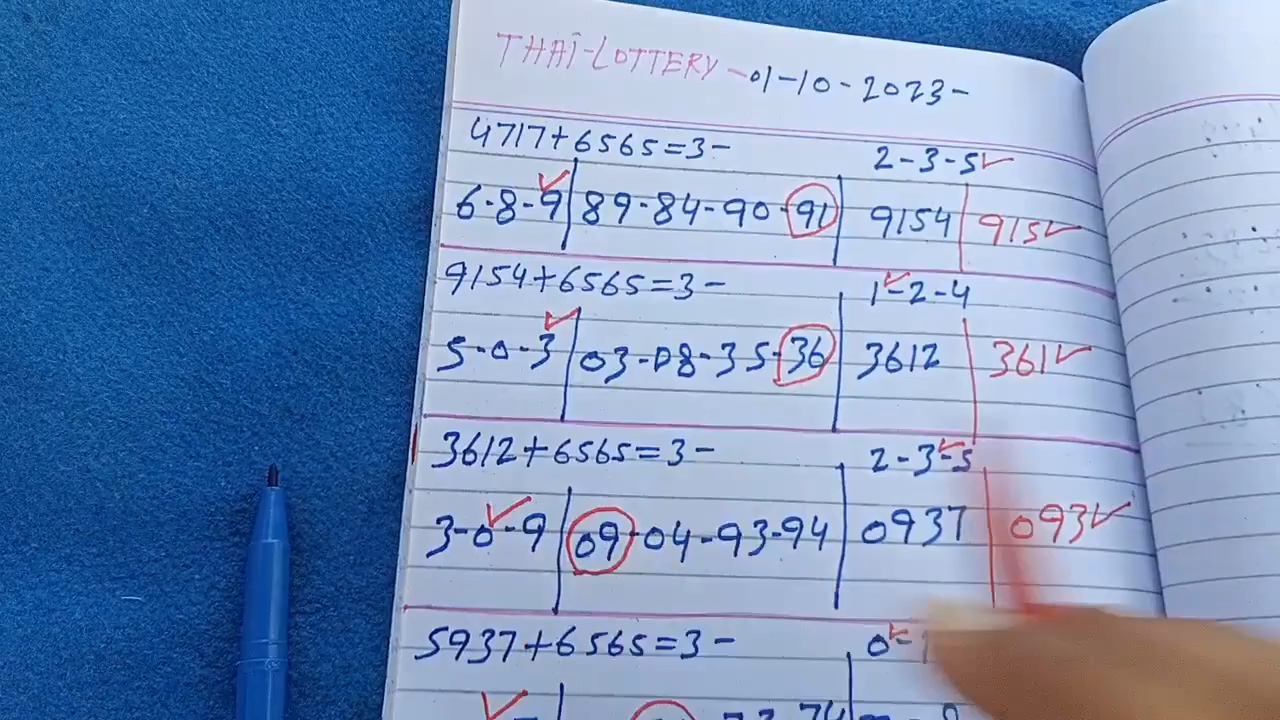 THAI-LOTTERY-01-10-2023-
4717+6565=3-
2-3-5✓
6-8-9 89-84-90-91 9154 915✓
9154+6565=3-
1-2-4
5-0-3 03-08-35-36 3612 361✓
3612+6565=3-
2-3-5
3-0-9 09-04-93-94 0937 093✓
5937+6565=3-
0-